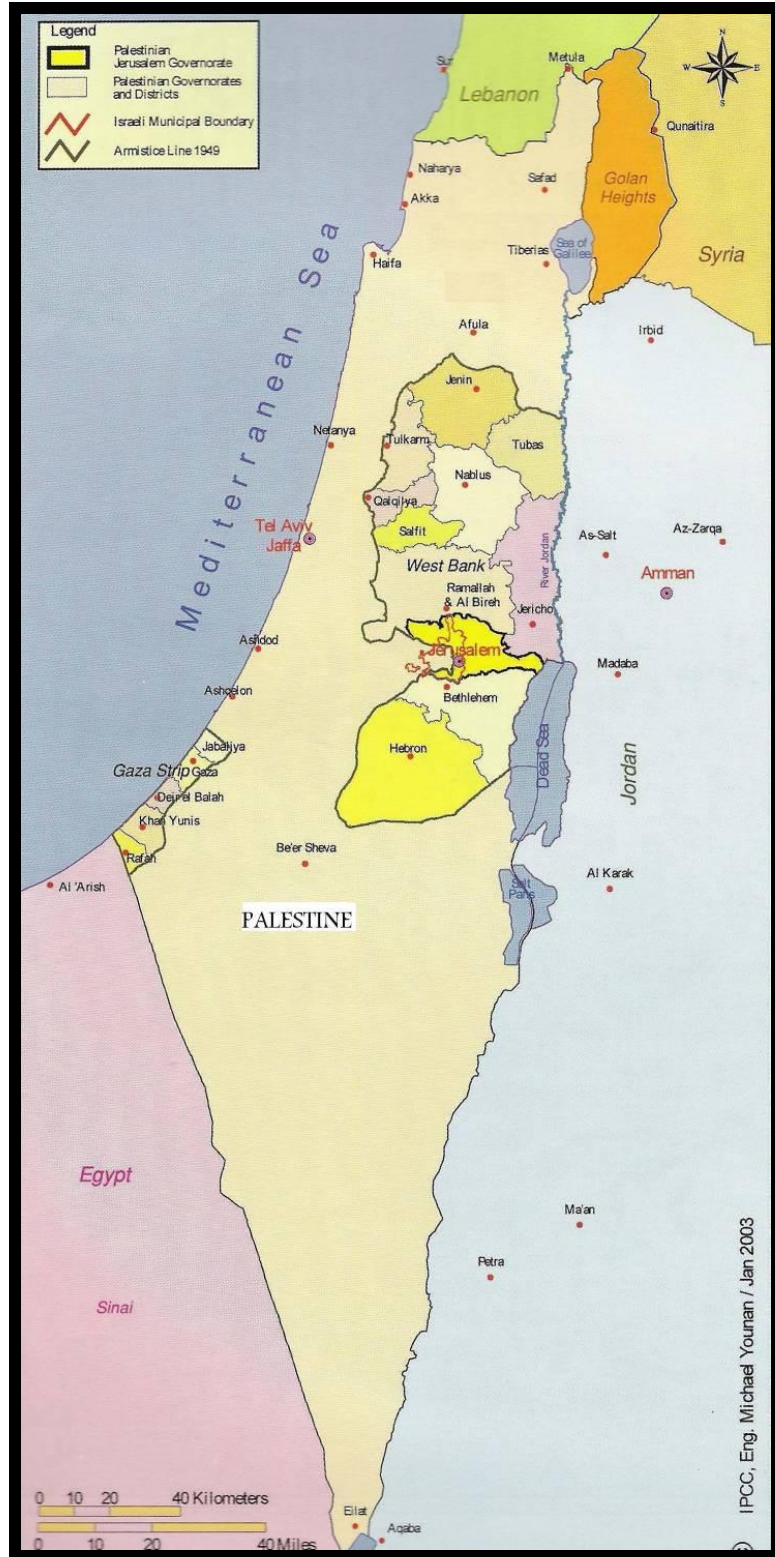 Legend
Palestinian
Jerusalem Governorate
Palestinian Governorates
and Districts
Israeli Municipal Boundary
Armistice Line 1949
N
W
E
S
Sur
Metula
Lebanon
Qunaitira
Naharya
Akka
Safad
Golan
Heights
Syria
Haifa
Tiberias
Sea of
Galilee
Mediterranean Sea
Afula
Irbid
Jenin
Netanya
Tulkarm
Tubas
Nablus
Qalqilya
Tel Aviv
Jaffa
Salfit
As-Salt
Az-Zarqa
West Bank
River Jordan
Amman
Ramallah
& Al Bireh
Jericho
Jerusalem
Ashdod
Madaba
Ashqelon
Bethlehem
Jabaliya
Hebron
Dead Sea
Jordan
Gaza Strip
Gaza
Deir el Balah
Khan Yunis
Rafah
Be'er Sheva
Al 'Arish
Salt
Pans
Al Karak
PALESTINE
Egypt
Ma'an
Petra
Sinai
0 10 20 40 Kilometers
0 10 20 40 Miles
Eilat
Aqaba
IPCC, Eng. Michael Younan / Jan 2003